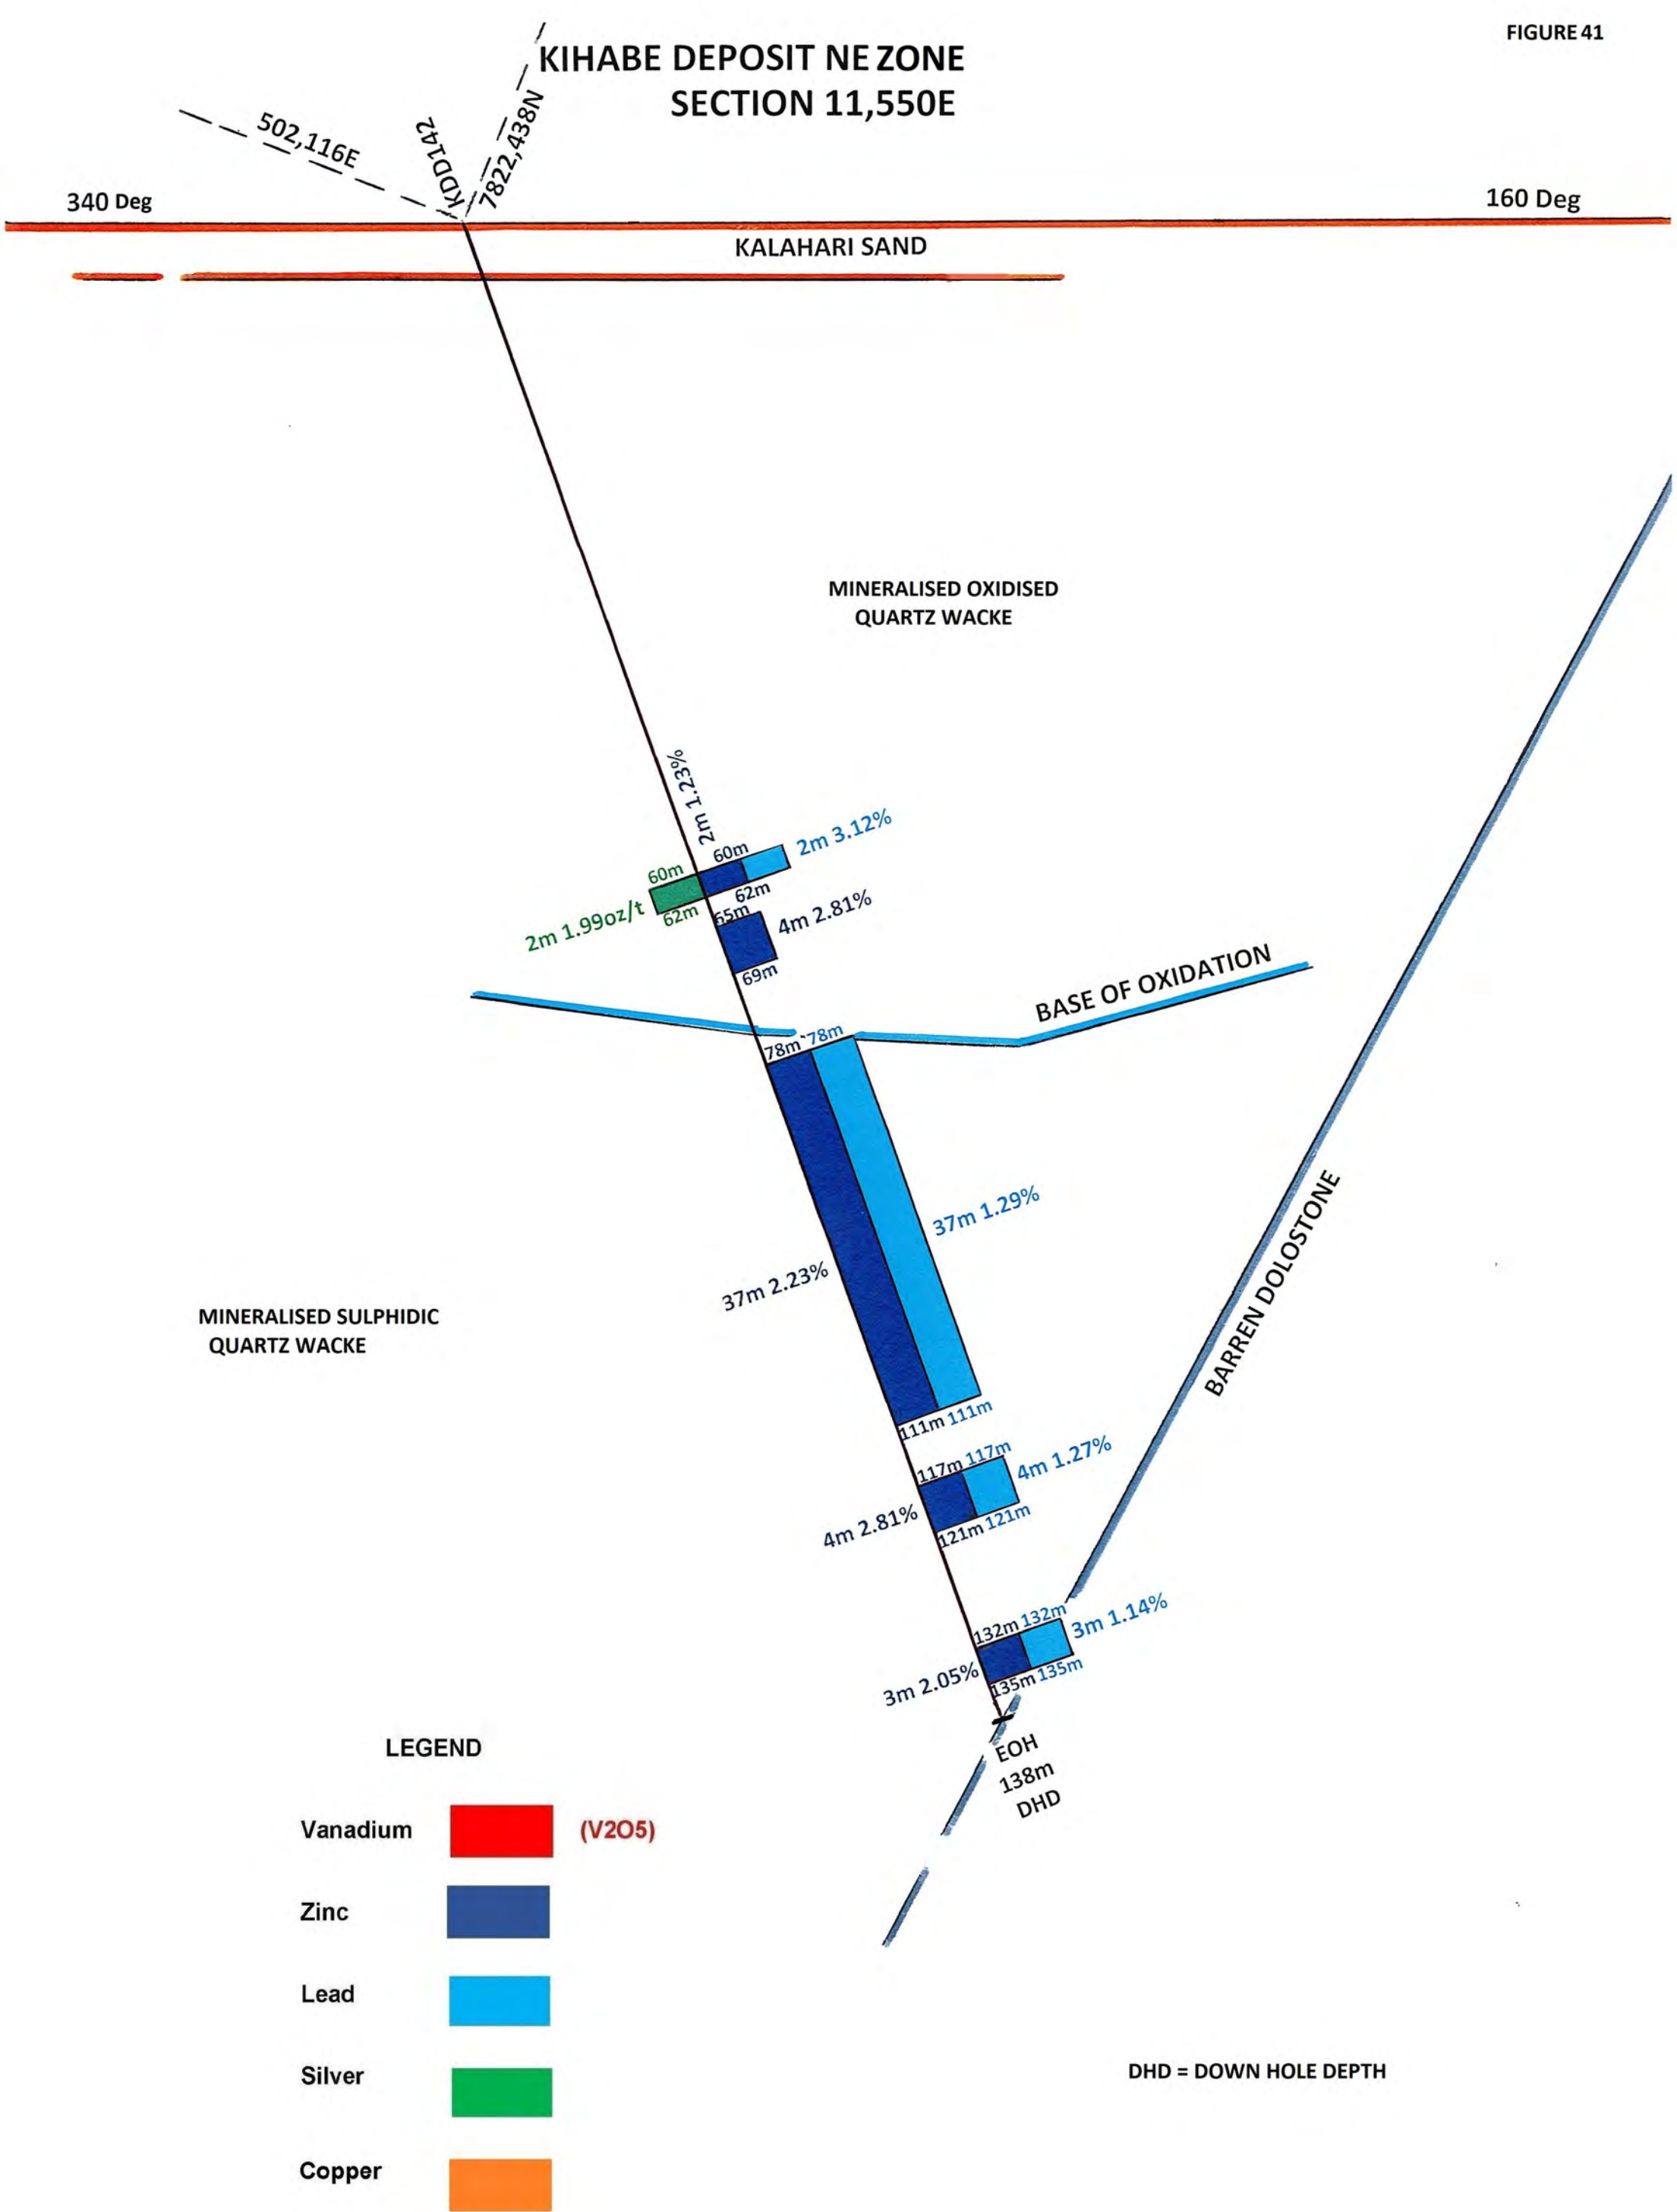 FIGURE 41
KIHABE DEPOSIT NE ZONE
SECTION 11,550E
502,116E
KDD142
7822,438N
340 Deg
160 Deg
KALAHARI SAND
MINERALISED OXIDISED
QUARTZ WACKE
2m 1.23%
60m
60m
2m 3.12%
2m 1.99oz/t
62m
62m
65m
4m 2.81%
69m
BASE OF OXIDATION
78m 78m
37m 1.29%
37m 2.23%
BARREN DOLOSTONE
MINERALISED SULPHIDIC
QUARTZ WACKE
111m 111m
117m 117m
4m 1.27%
4m 2.81%
121m 121m
132m 132m
3m 1.14%
3m 2.05%
135m 135m
EOH
138m
DHD
LEGEND
Vanadium (V2O5)
Zinc
Lead
Silver
DHD = DOWN HOLE DEPTH
Copper